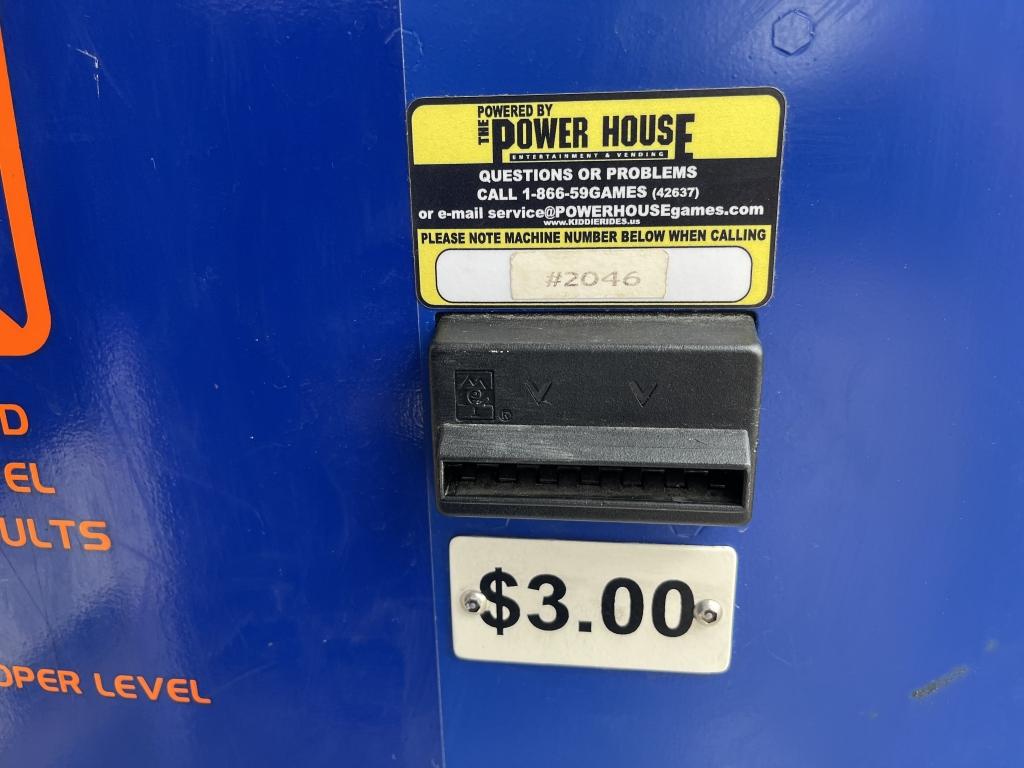 POWERED BY
THE POWER HOUSE
ENTERTAINMENT & VENDING
QUESTIONS OR PROBLEMS
CALL 1-866-59GAMES (42637)
or e-mail service@POWERHOUSEgames.com
www.KIDDIERIDES.us
PLEASE NOTE MACHINE NUMBER BELOW WHEN CALLING
#2046
MEI®
$3.00
D
EL
ULTS
OPER LEVEL